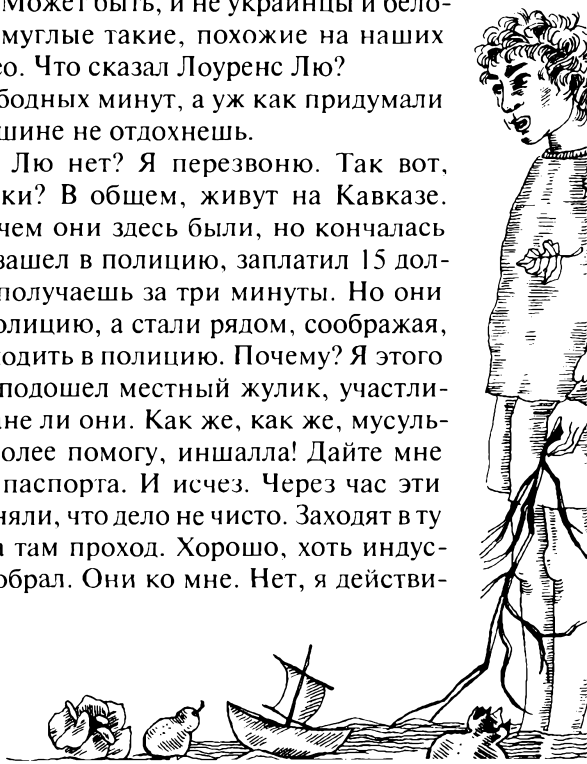 Может быть, и не украинцы и бело-
муглые такие, похожие на наших
ео. Что сказал Лоуренс Лю?
бодных минут, а уж как придумали
шине не отдохнешь.
Лю нет? Я перезвоню. Так вот,
ки? В общем, живут на Кавказе.
чем они здесь были, но кончалась
зашел в полицию, заплатил 15 дол-
получаешь за три минуты. Но они
олицию, а стали рядом, соображая,
одить в полицию. Почему? Я этого
подошел местный жулик, участли-
не ли они. Как же, как же, мусуль-
олее помогу, иншалла! Дайте мне
паспорта. И исчез. Через час эти
няли, что дело не чисто. Заходят в ту
а там проход. Хорошо, хоть индус-
обрал. Они ко мне. Нет, я действи-